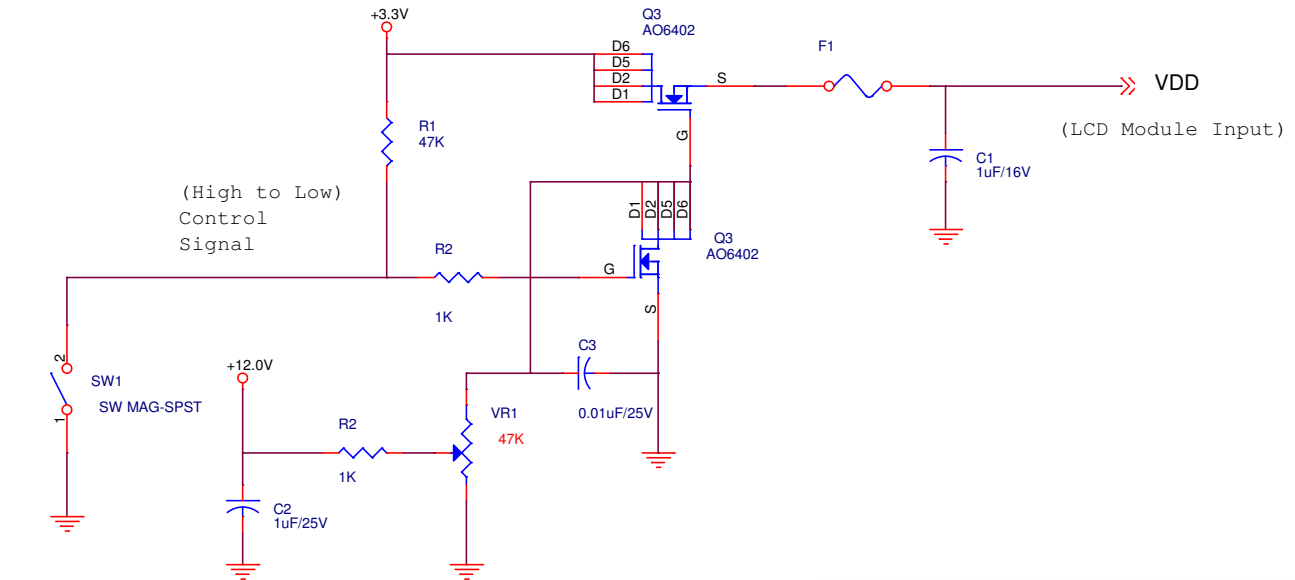 +3.3V
Q3
AO6402
D6
D5
D2
D1
S
G
F1
VDD
(LCD Module Input)
R1
47K
C1
1uF/16V
(High to Low)
Control
Signal
D1
D2
D5
D6
Q3
AO6402
R2
1K
G
S
2
SW1
SW MAG-SPST
1
+12.0V
C3
0.01uF/25V
R2
1K
VR1
47K
C2
1uF/25V